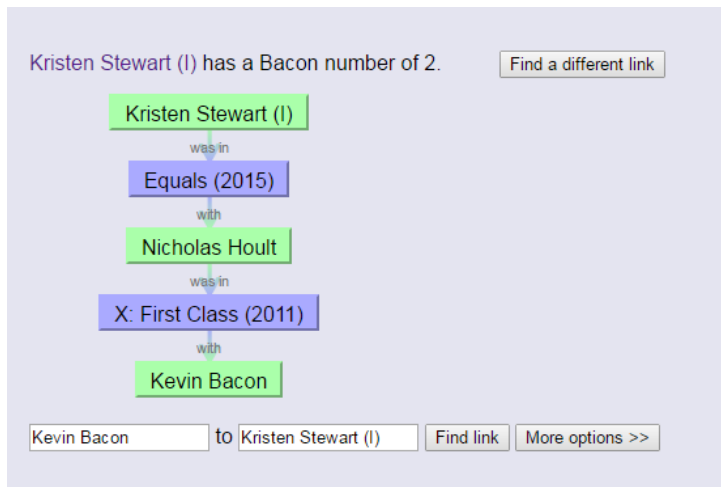 Kristen Stewart (I) has a Bacon number of 2. Find a different link
Kristen Stewart (I)
was in
Equals (2015)
with
Nicholas Hoult
was in
X: First Class (2011)
with
Kevin Bacon
Kevin Bacon to Kristen Stewart (I) Find link More options >>